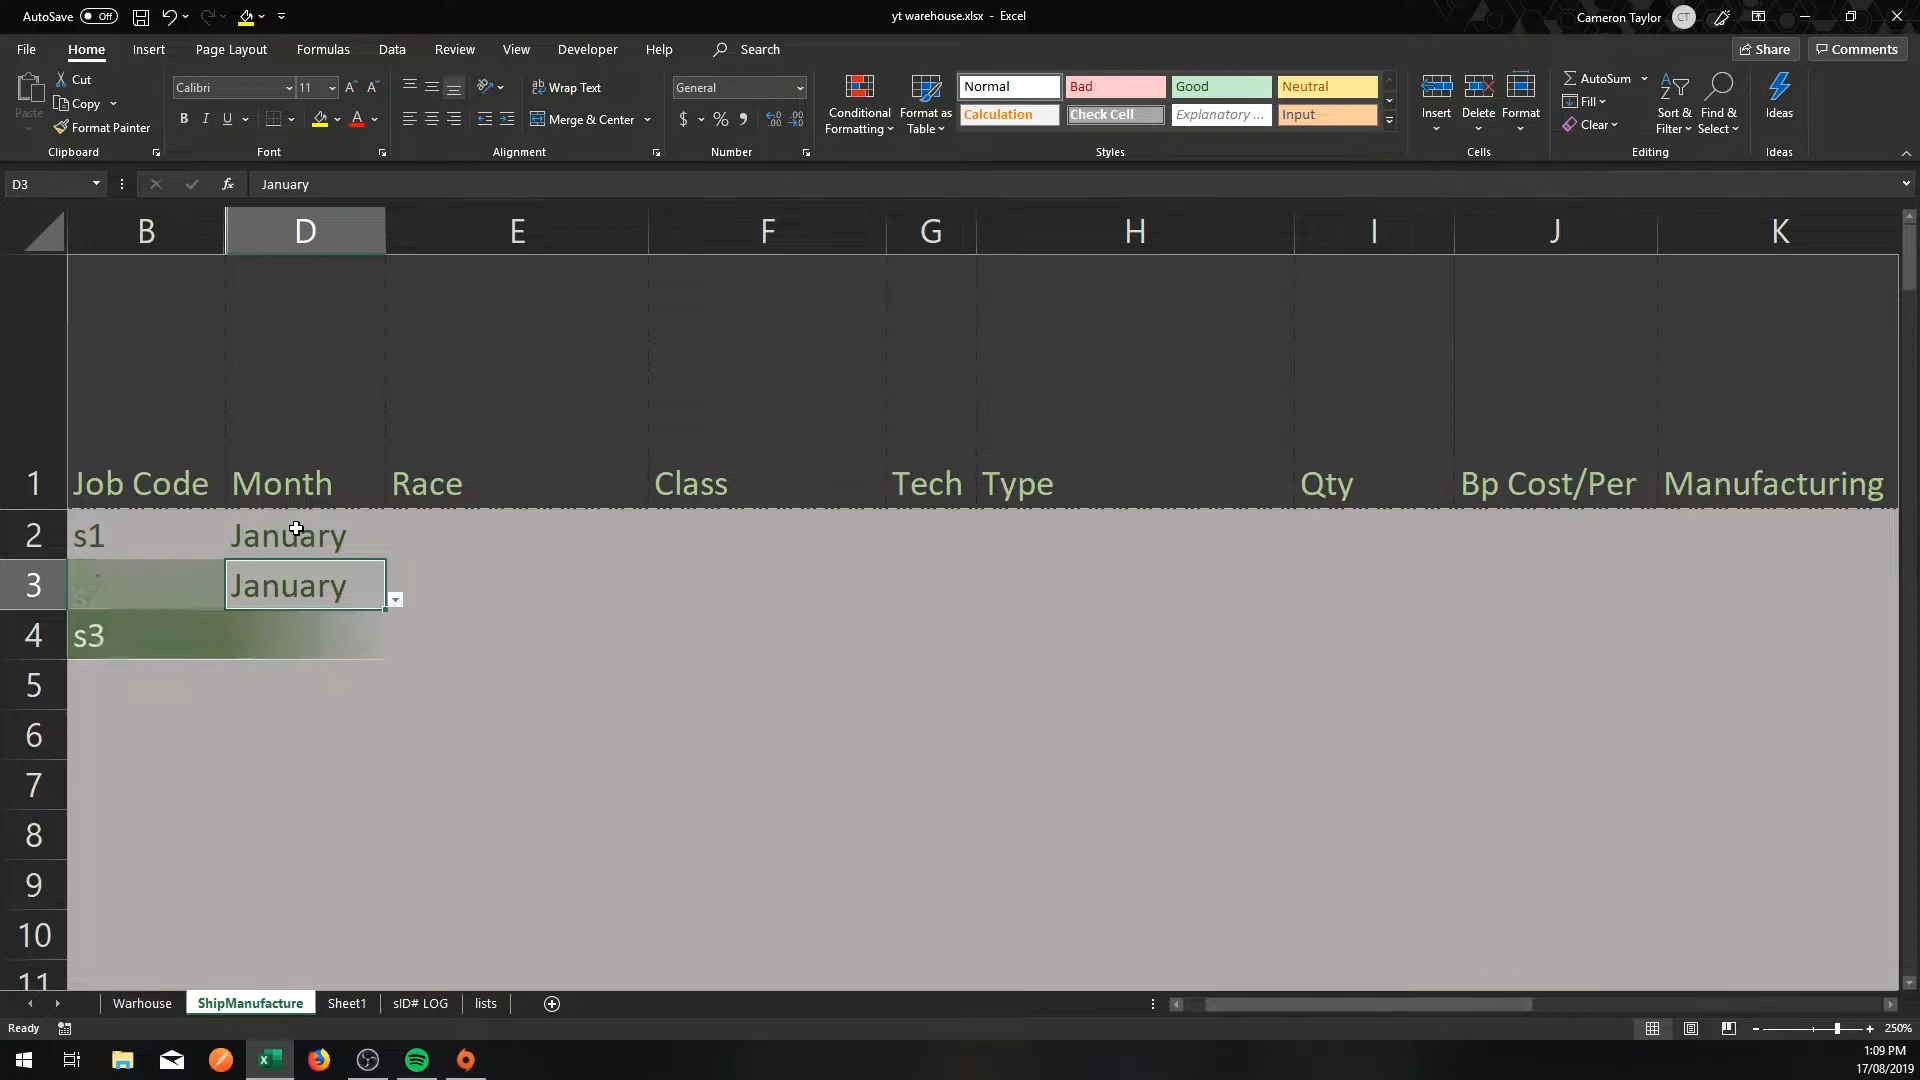 AutoSave Off yt warehouse.xlsx - Excel Cameron Taylor CT
File Home Insert Page Layout Formulas Data Review View Developer Help Search Share Comments
Paste Cut Copy Format Painter
Calibri 11
B I U A
Wrap Text
Merge & Center
General
$ %
Conditional Formatting
Format as Table
Normal Bad Good Neutral
Calculation Check Cell Explanatory ... Input
Insert Delete Format
AutoSum
Fill
Clear
Sort & Filter
Find & Select
Ideas
Clipboard Font Alignment Number Styles Cells Editing Ideas
D3 fx January
B D E F G H I J K
1 Job Code Month Race Class Tech Type Qty Bp Cost/Per Manufacturing
2 s1 January
3 January
4 s3
5
6
7
8
9
10
11
Warhouse ShipManufacture Sheet1 sID# LOG lists
Ready 250%
1:09 PM
17/08/2019